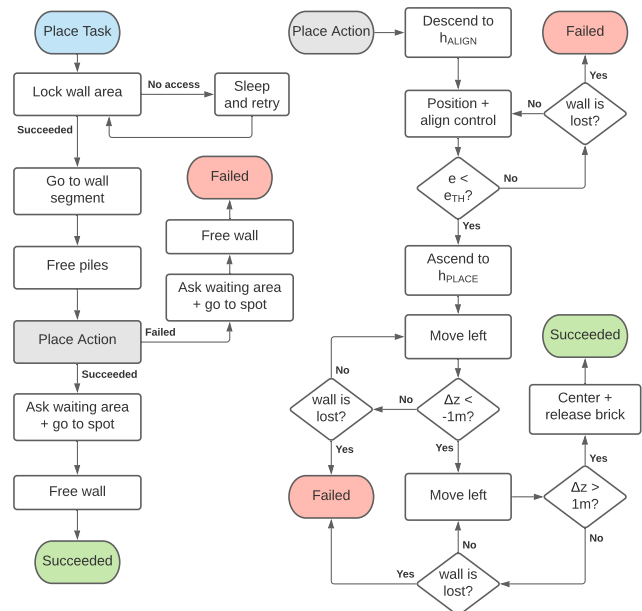 Place Task
Lock wall area
No access
Sleep
and retry
Succeeded
Go to wall
segment
Free piles
Place Action
Failed
Ask waiting area
+ go to spot
Free wall
Failed
Succeeded
Ask waiting area
+ go to spot
Free wall
Succeeded
Place Action
Descend to
hALIGN
Position +
align control
e <
eTH?
No
wall is
lost?
No
Yes
Failed
Yes
Ascend to
hPLACE
Move left
Δz <
-1m?
No
wall is
lost?
No
Yes
Failed
Yes
Move left
Δz >
1m?
Yes
Center +
release brick
Succeeded
No
wall is
lost?
No
Yes